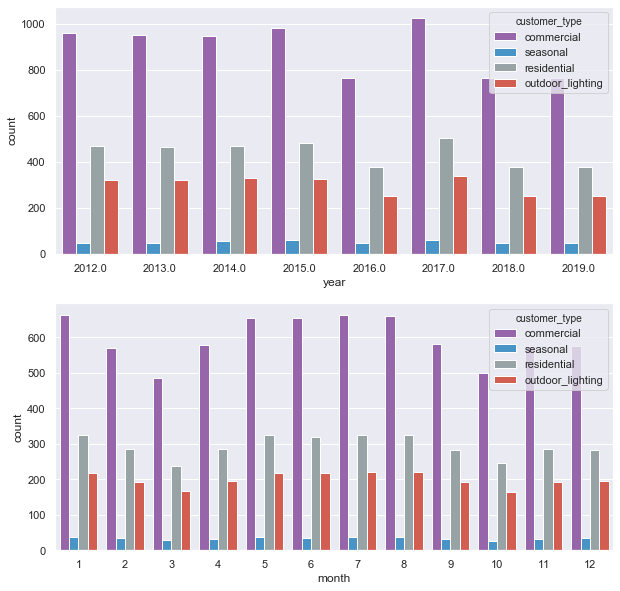 customer_type
commercial
seasonal
residential
outdoor_lighting
1000
800
600
400
200
0
count
2012.0 2013.0 2014.0 2015.0 2016.0 2017.0 2018.0 2019.0
year
customer_type
commercial
seasonal
residential
outdoor_lighting
600
500
400
300
200
100
0
count
1 2 3 4 5 6 7 8 9 10 11 12
month